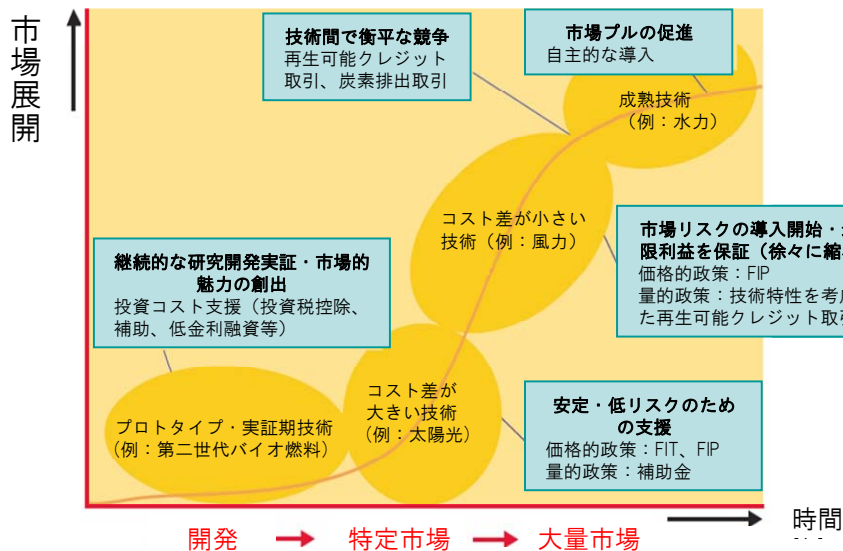 市場展開
技術間で衡平な競争
再生可能クレジット
取引、炭素排出取引
市場プルの促進
自主的な導入
成熟技術
(例：水力)
コスト差が小さい
技術（例：風力）
市場リスクの導入開始・
限利益を保証（徐々に縮
価格的政策：FIP
量的政策：技術特性を考
た再生可能クレジット取
継続的な研究開発実証・市場的
魅力の創出
投資コスト支援（投資税控除、
補助、低金利融資等）
コスト差が
大きい技術
（例：太陽光）
プロトタイプ・実証期技術
（例：第二世代バイオ燃料）
安定・低リスクのため
の支援
価格的政策：FIT、FIP
量的政策：補助金
時間
開発 → 特定市場 → 大量市場